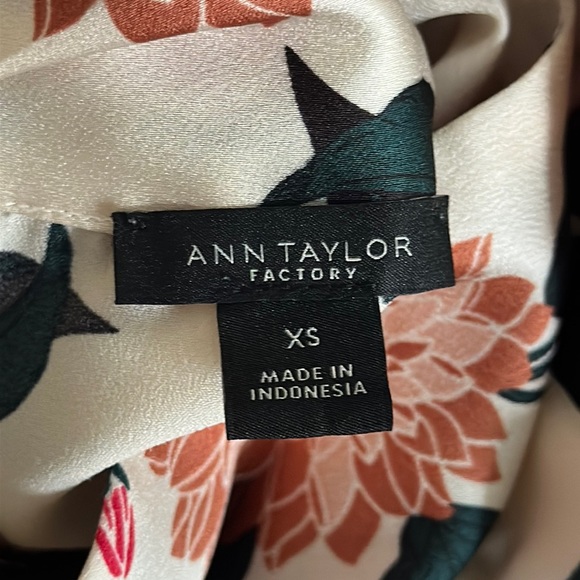 ANN TAYLOR
FACTORY
XS
MADE IN
INDONESIA